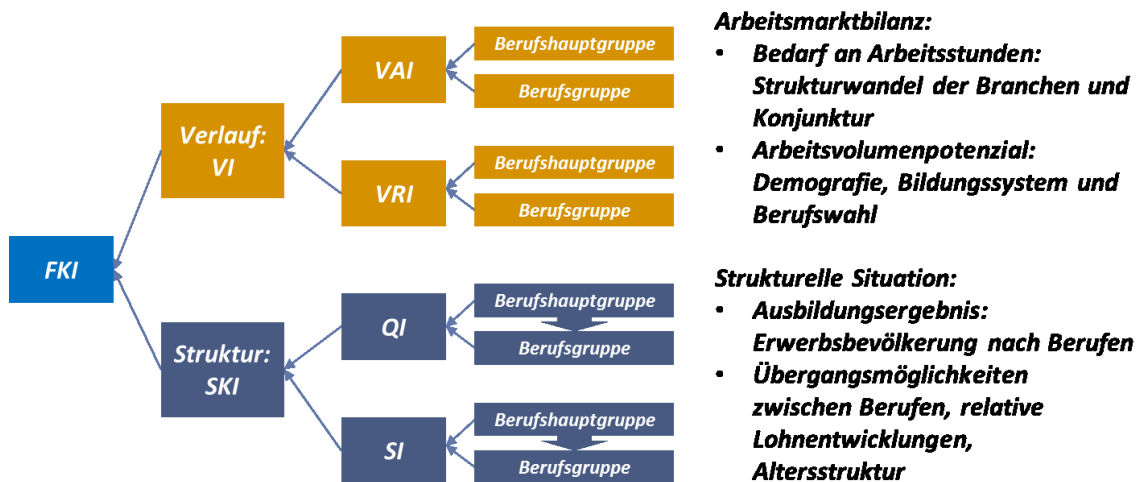 FKI
Verlauf:
VI
Struktur:
SKI
VAI
VRI
QI
SI
Berufshauptgruppe
Berufsgruppe
Berufshauptgruppe
Berufsgruppe
Berufshauptgruppe
Berufsgruppe
Berufshauptgruppe
Berufsgruppe
Arbeitsmarktbilanz:
• Bedarf an Arbeitsstunden:
Strukturwandel der Branchen und
Konjunktur
• Arbeitsvolumenpotenzial:
Demografie, Bildungssystem und
Berufswahl
Strukturelle Situation:
• Ausbildungsergebnis:
Erwerbsbevölkerung nach Berufen
• Übergangsmöglichkeiten
zwischen Berufen, relative
Lohnentwicklungen,
Altersstruktur